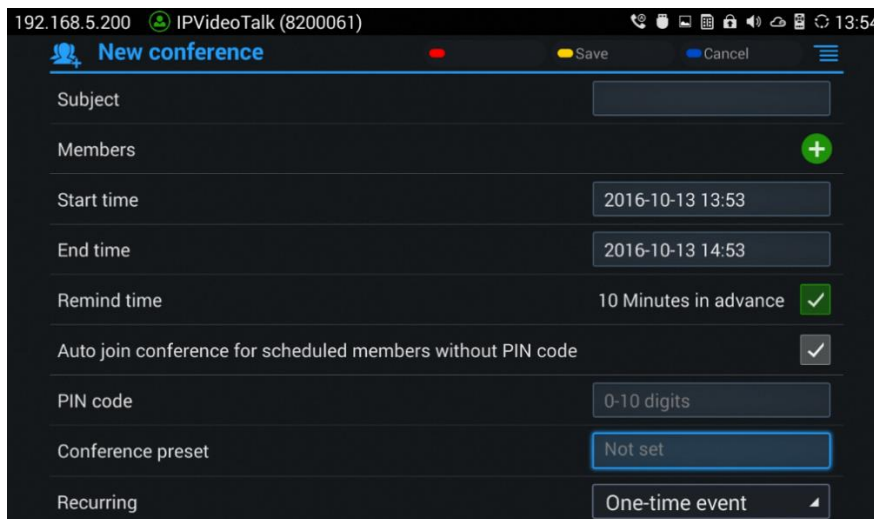 192.168.5.200 IPVideoTalk (8200061) 13:54
New conference Save Cancel
Subject
Members
Start time 2016-10-13 13:53
End time 2016-10-13 14:53
Remind time 10 Minutes in advance
Auto join conference for scheduled members without PIN code
PIN code 0-10 digits
Conference preset Not set
Recurring One-time event